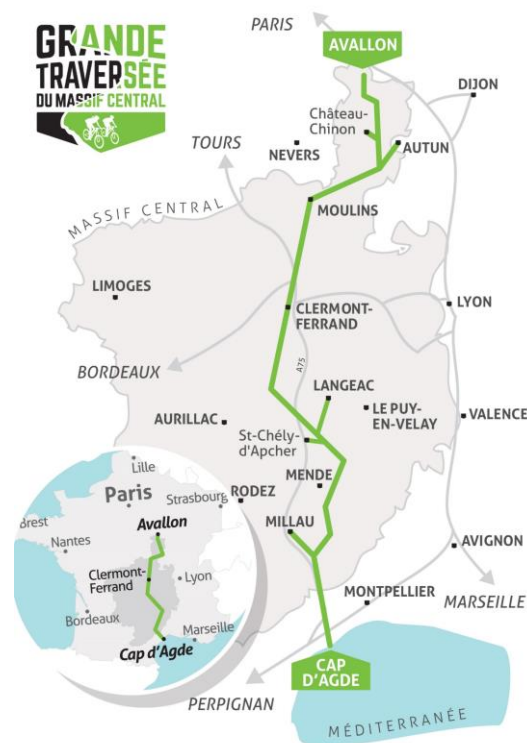 GRANDE
TRAVERSÉE
DU MASSIF CENTRAL
PARIS
AVALLON
DIJON
Château-
Chinon
TOURS
NEVERS
AUTUN
MOULINS
MASSIF CENTRAL
LIMOGES
CLERMONT-
FERRAND
LYON
BORDEAUX
A75
LANGEAC
LE PUY-
EN-VELAY
VALENCE
AURILLAC
St-Chély-
d'Apcher
MENDE
RODEZ
MILLAU
AVIGNON
MARSEILLE
MONTPELLIER
CAP
D'AGDE
PERPIGNAN
MÉDITERRANÉE
Lille
Paris
Strasbourg
Brest
Avallon
Nantes
Clermont-
Ferrand
Lyon
Bordeaux
Marseille
Cap d'Agde